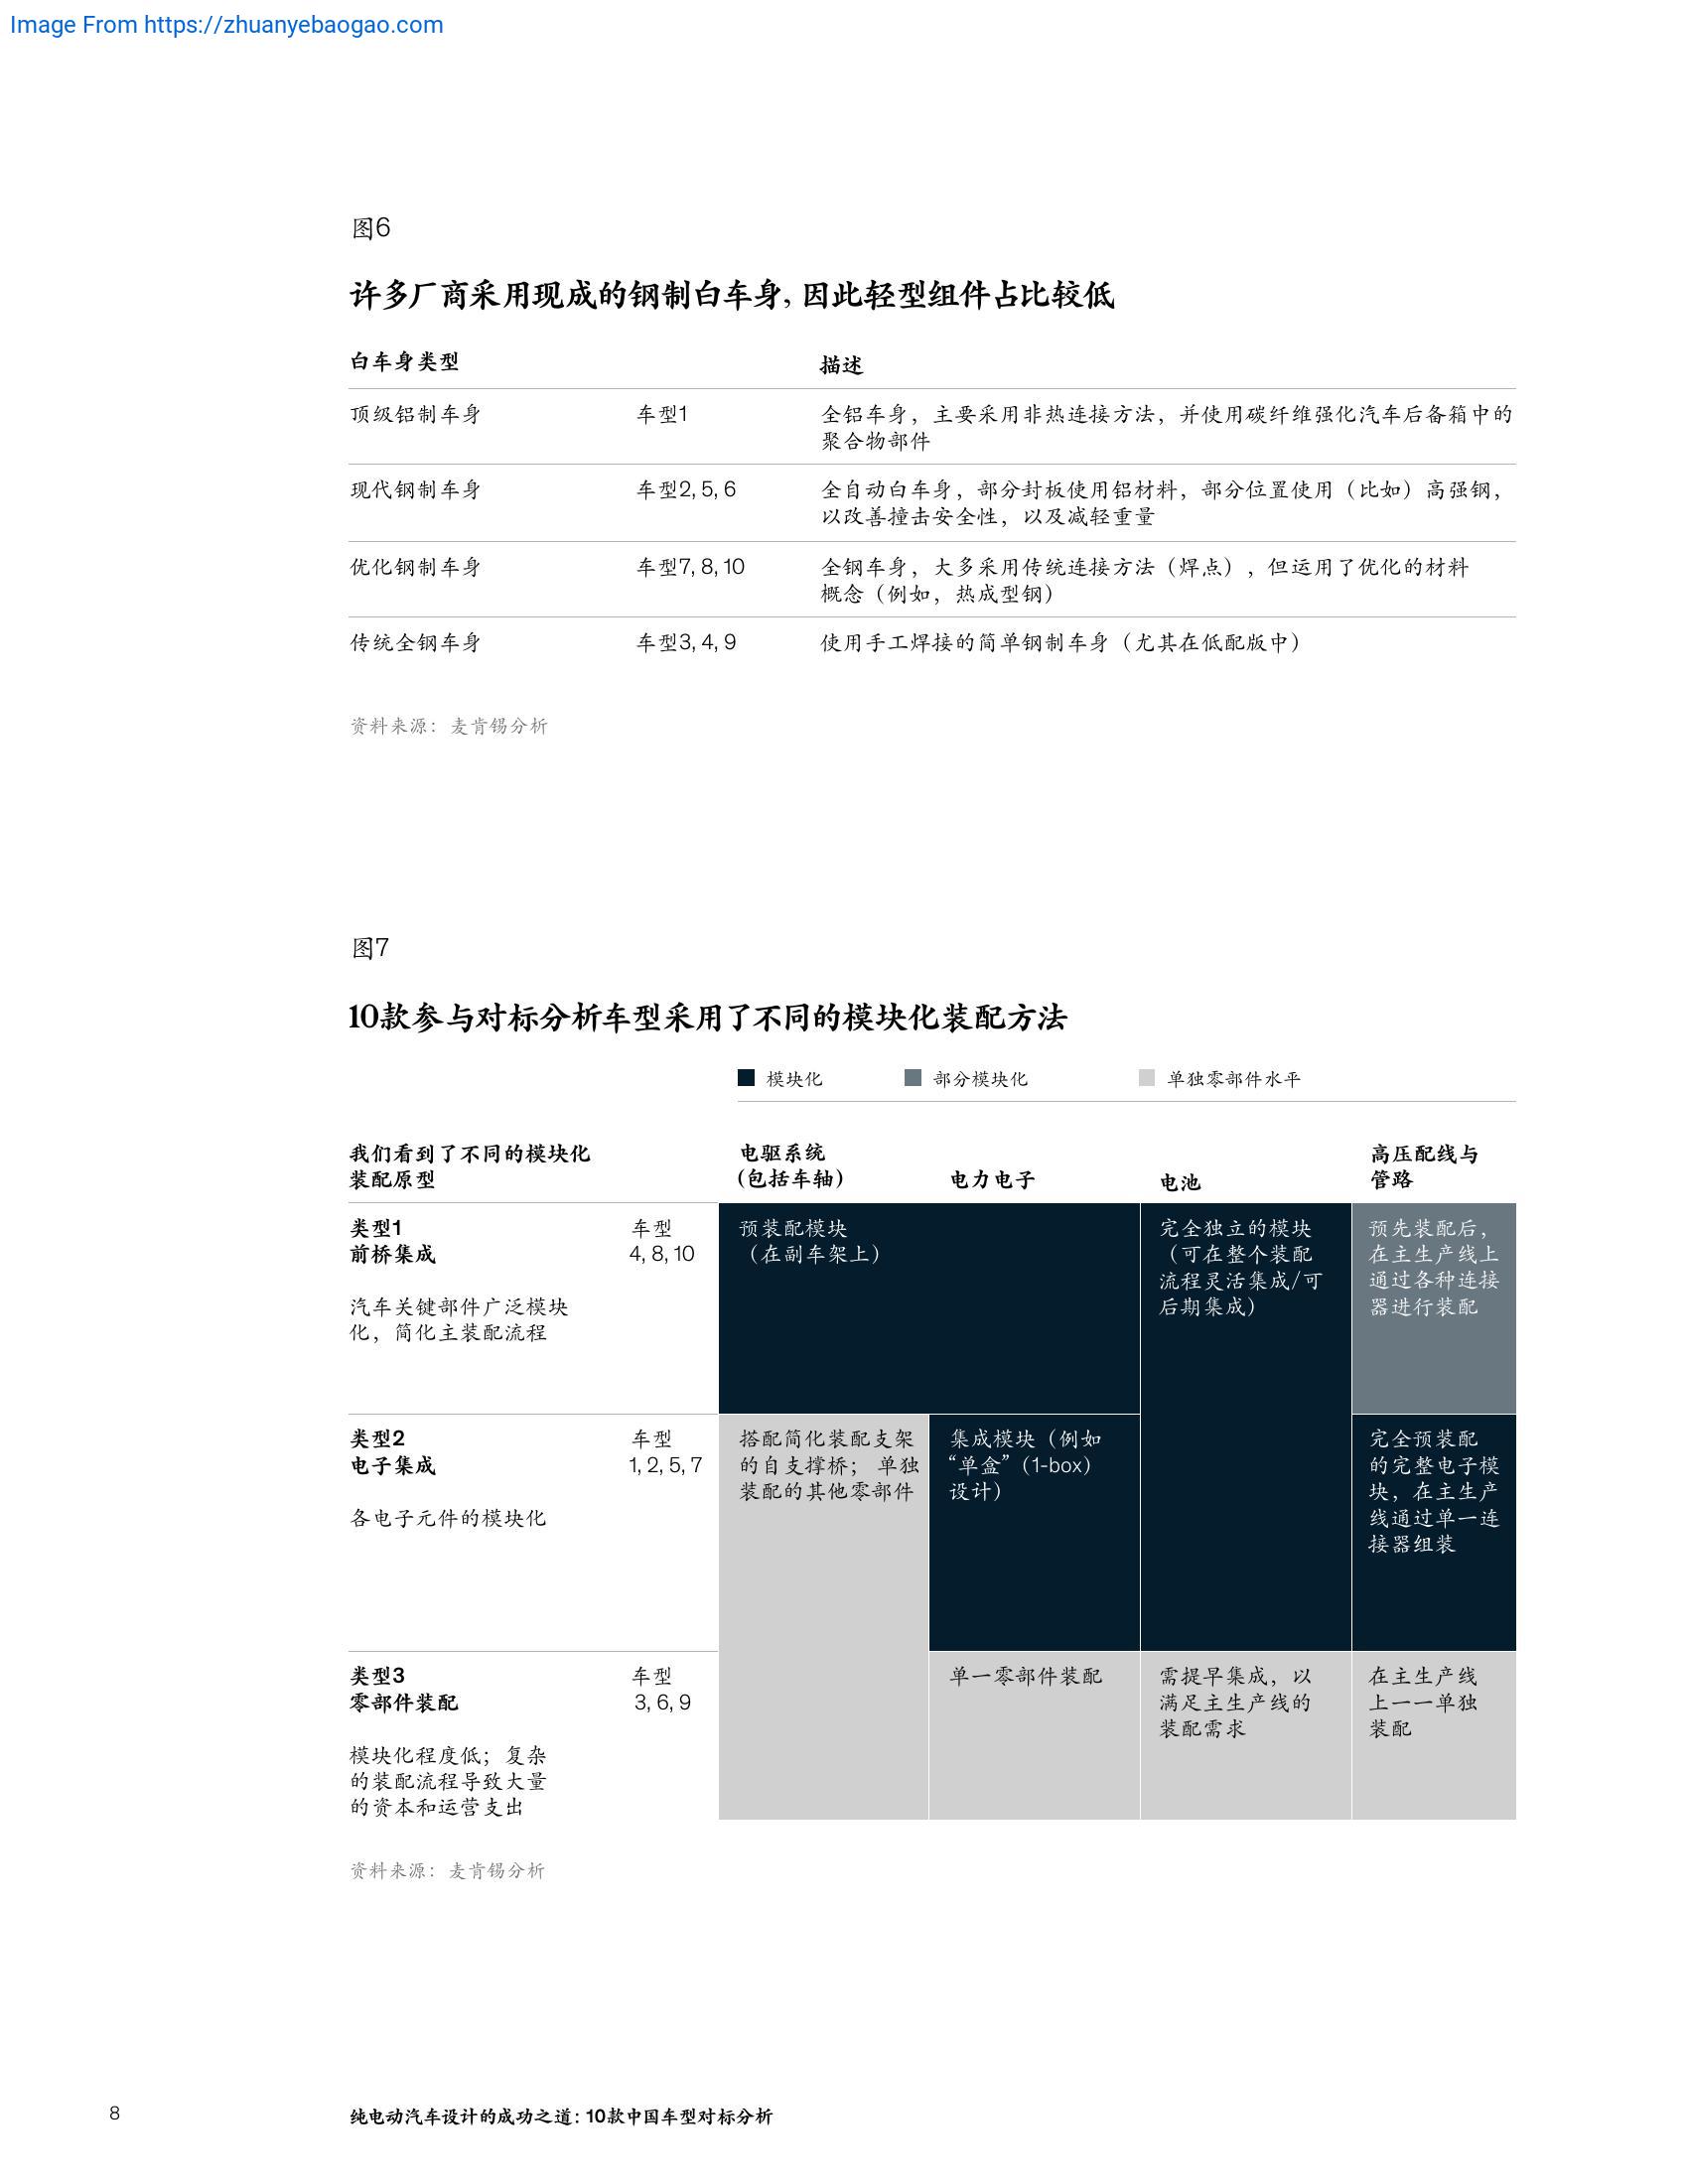 Image From https://zhuanyebaogao.com
图6
许多厂商采用现成的钢制白车身，因此轻型组件占比较低
白车身类型 描述
顶级铝制车身 车型1 全铝车身，主要采用非热连接方法，并使用碳纤维强化汽车后备箱中的
聚合物部件
现代钢制车身 车型2, 5, 6 全自动白车身，部分封板使用铝材料，部分位置使用（比如）高强钢，
以改善撞击安全性，以及减轻重量
优化钢制车身 车型7, 8, 10 全钢车身，大多采用传统连接方法（焊点），但运用了优化的材料
概念（例如，热成型钢）
传统全钢车身 车型3, 4, 9 使用手工焊接的简单钢制车身（尤其在低配版中）
资料来源：麦肯锡分析
图7
10款参与对标分析车型采用了不同的模块化装配方法
模块化 部分模块化 单独零部件水平
我们看到了不同的模块化
装配原型
电驱系统
(包括车轴)
电力电子
电池
高压配线与
管路
类型1
前桥集成
汽车关键部件广泛模块
化，简化主装配流程
车型
4, 8, 10
预装配模块
（在副车架上）
完全独立的模块
（可在整个装配
流程灵活集成/可
后期集成）
预先装配后，
在主生产线上
通过各种连接
器进行装配
类型2
电子集成
各电子元件的模块化
车型
1, 2, 5, 7
搭配简化装配支架
的自支撑桥； 单独
装配的其他零部件
集成模块（例如
“单盒”（1-box）
设计）
完全预装配
的完整电子模
块，在主生产
线通过单一连
接器组装
类型3
零部件装配
模块化程度低；复杂
的装配流程导致大量
的资本和运营支出
车型
3, 6, 9
单一零部件装配
需提早集成，以
满足主生产线的
装配需求
在主生产线
上一一单独
装配
资料来源：麦肯锡分析
8
纯电动汽车设计的成功之道：10款中国车型对标分析